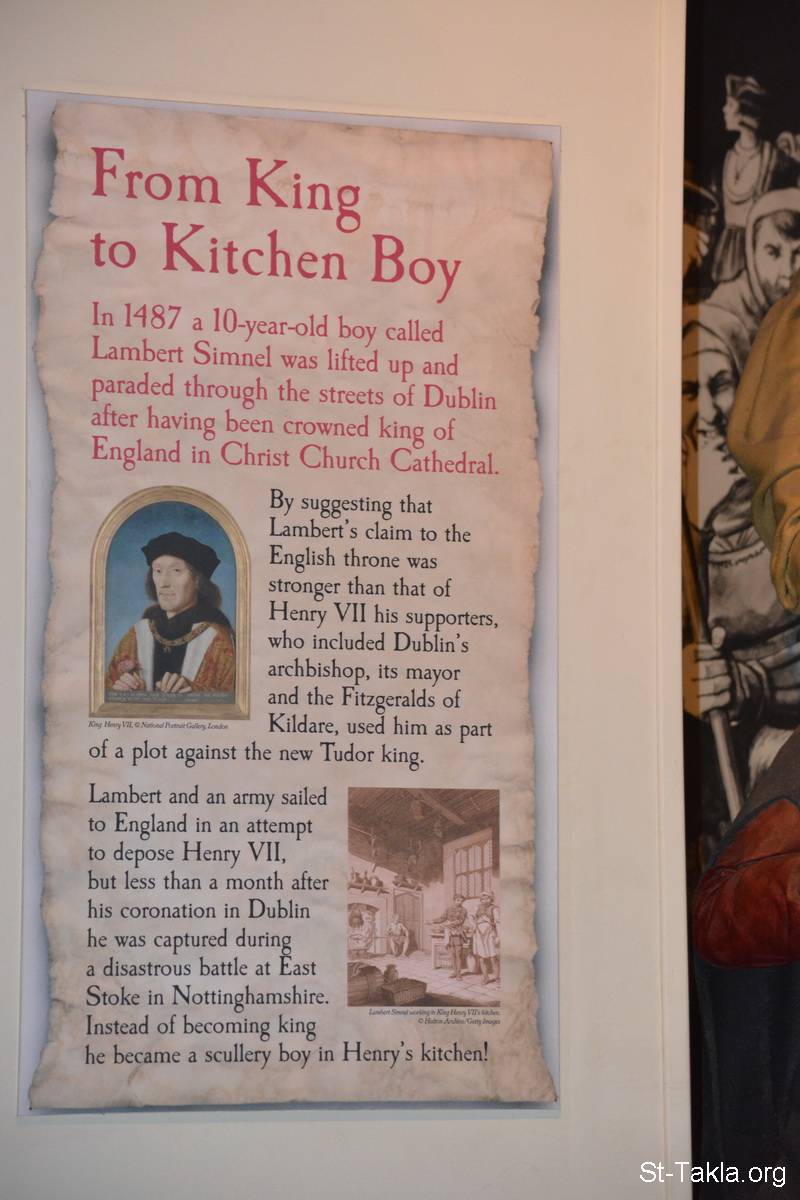 From King
to Kitchen Boy
In 1487 a 10-year-old boy called
Lambert Simnel was lifted up and
paraded through the streets of Dublin
after having been crowned king of
England in Christ Church Cathedral.
By suggesting that
Lambert's claim to the
English throne was
stronger than that of
Henry VII his supporters,
who included Dublin's
archbishop, its mayor
and the Fitzgeralds of
Kildare, used him as part
of a plot against the new Tudor king.
King Henry VII, © National Portrait Gallery, London
Lambert and an army sailed
to England in an attempt
to depose Henry VII,
but less than a month after
his coronation in Dublin
he was captured during
a disastrous battle at East
Stoke in Nottinghamshire.
Instead of becoming king
he became a scullery boy in Henry's kitchen!
Lambert Simnel working in King Henry VII's kitchen.
© Hulton Archive/Getty Images
St-Takla.org